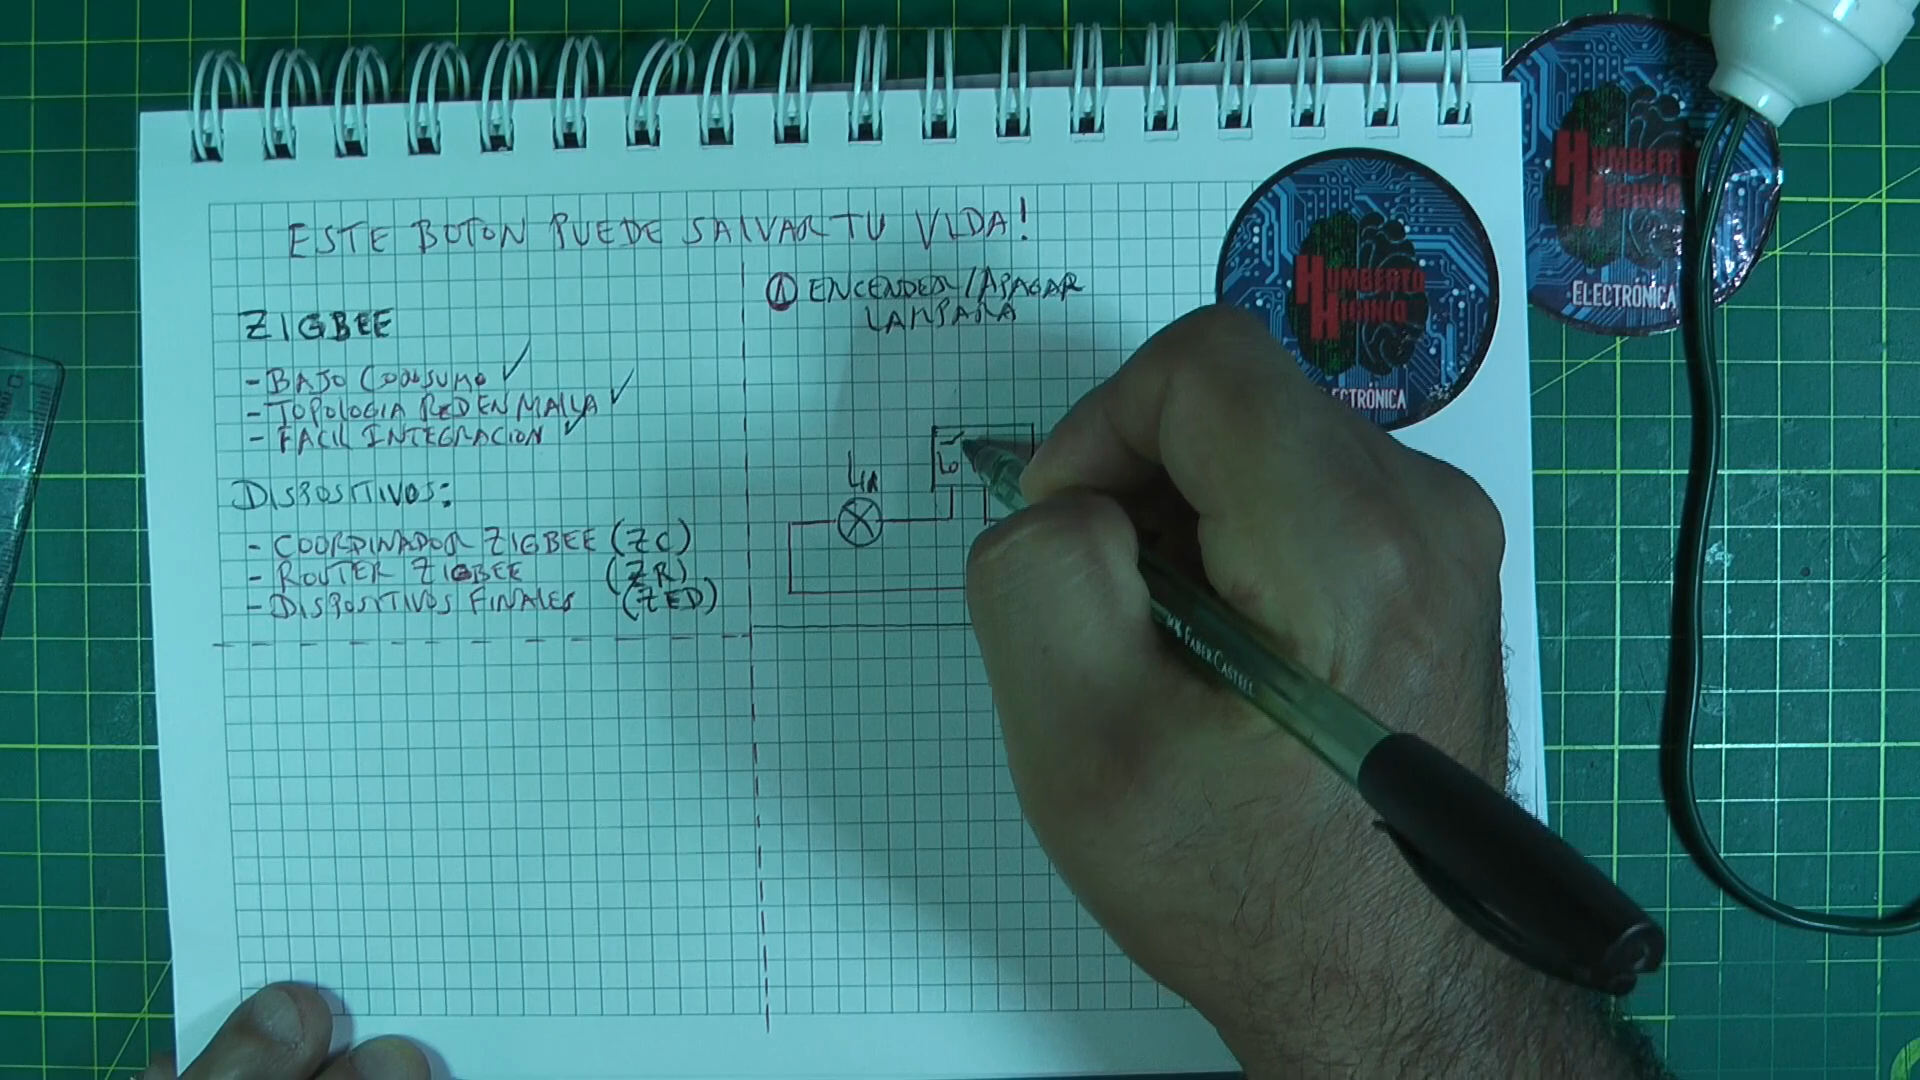 ESTE BOTON PUEDE SALVAR TU VIDA!
ZIGBEE
- BAJO CONSUMO ✓
- TOPOLOGIA RED EN MALLA ✓
- FACIL INTEGRACION ✓
DISPOSITIVOS:
- COORDINADOR ZIGBEE (ZC)
- ROUTER ZIGBEE (ZR)
- DISPOSITIVOS FINALES (ZED)
① ENCENDER/APAGAR
LAMPARA
HUMBERTO
HIGINIO
ELECTRÓNICA
HUMBERTO
HIGINIO
ECTRÓNICA
FABER CASTELL